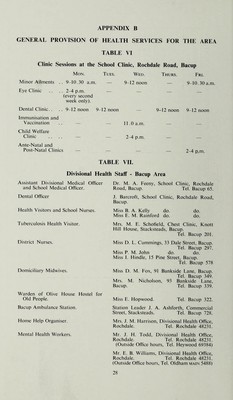 APPENDIX B
GENERAL PROVISION OF HEALTH SERVICES FOR THE AREA
TABLE VI
Clinic Sessions at the School Clinic, Rochdale Road, Bacup
MON. TUES. WED. THURS. FRI.
Minor Ailments .. 9-10.30 a.m. — 9-12 noon — 9-10.30 a.m.
Eye Clinic .. .. 2-4 p.m. — — — —
(every second
week only).
Dental Clinic .. .. 9-12 noon 9-12 noon — 9-12 noon 9-12 noon
Immunisation and
Vaccination .. — — 11.0 a.m. — —
Child Welfare
Clinic .. .. — — 2-4 p.m. — —
Ante-Natal and
Post-Natal Clinics — — — — 2-4 p.m.
TABLE VII.
Divisional Health Staff - Bacup Area
Assistant Divisional Medical Officer and School Medical Officer.
Dr. M. A. Farny, School Clinic, Rochdale Road, Bacup. Tel. Bacup 65.
Dental Officer
J. Barcroft, School Clinic, Rochdale Road, Bacup.
Health Visitors and School Nurses.
Miss B. A. Kelly do. do.
Miss E. M. Rainford do. do.
Tuberculosis Health Visitor.
Mrs. M. E. Schofield, Chest Clinic, Knott Hill House, Stacksteads, Bacup.
Tel. Bacup 201.
District Nurses.
Miss D. L. Cummings, 33 Dale Street, Bacup.
Tel. Bacup 297.
Miss P. M. John do. do.
Miss I. Hindle, 15 Pine Street, Bacup.
Tel. Bacup 578
Domiciliary Midwives.
Miss D. M. Fox, 91 Bankside Lane, Bacup.
Tel. Bacup 349.
Mrs. M. Nicholson, 93 Bankside Lane, Bacup. Tel. Bacup 339.
Warden of Olive House Hostel for Old People.
Miss E. Hopwood. Tel. Bacup 322.
Bacup Ambulance Station.
Station Leader J. A. Ashforth, Commercial Street, Stacksteads. Tel. Bacup 728.
Home Help Organiser
Mrs. J. M. Harrison, Divisional Health Office, Rochdale. Tel. Rochdale 48231.
Mental Health Workers.
Mr. J. H. Todd, Divisional Health Office, Rochdale. Tel. Rochdale 48231.
(Outside Office hours, Tel. Heywood 69384)
Mr. E. B. Williams, Divisional Health Office, Rochdale. Tel. Rochdale 48231.
(Outside Office hours, Tel. Oldham 5480)
28